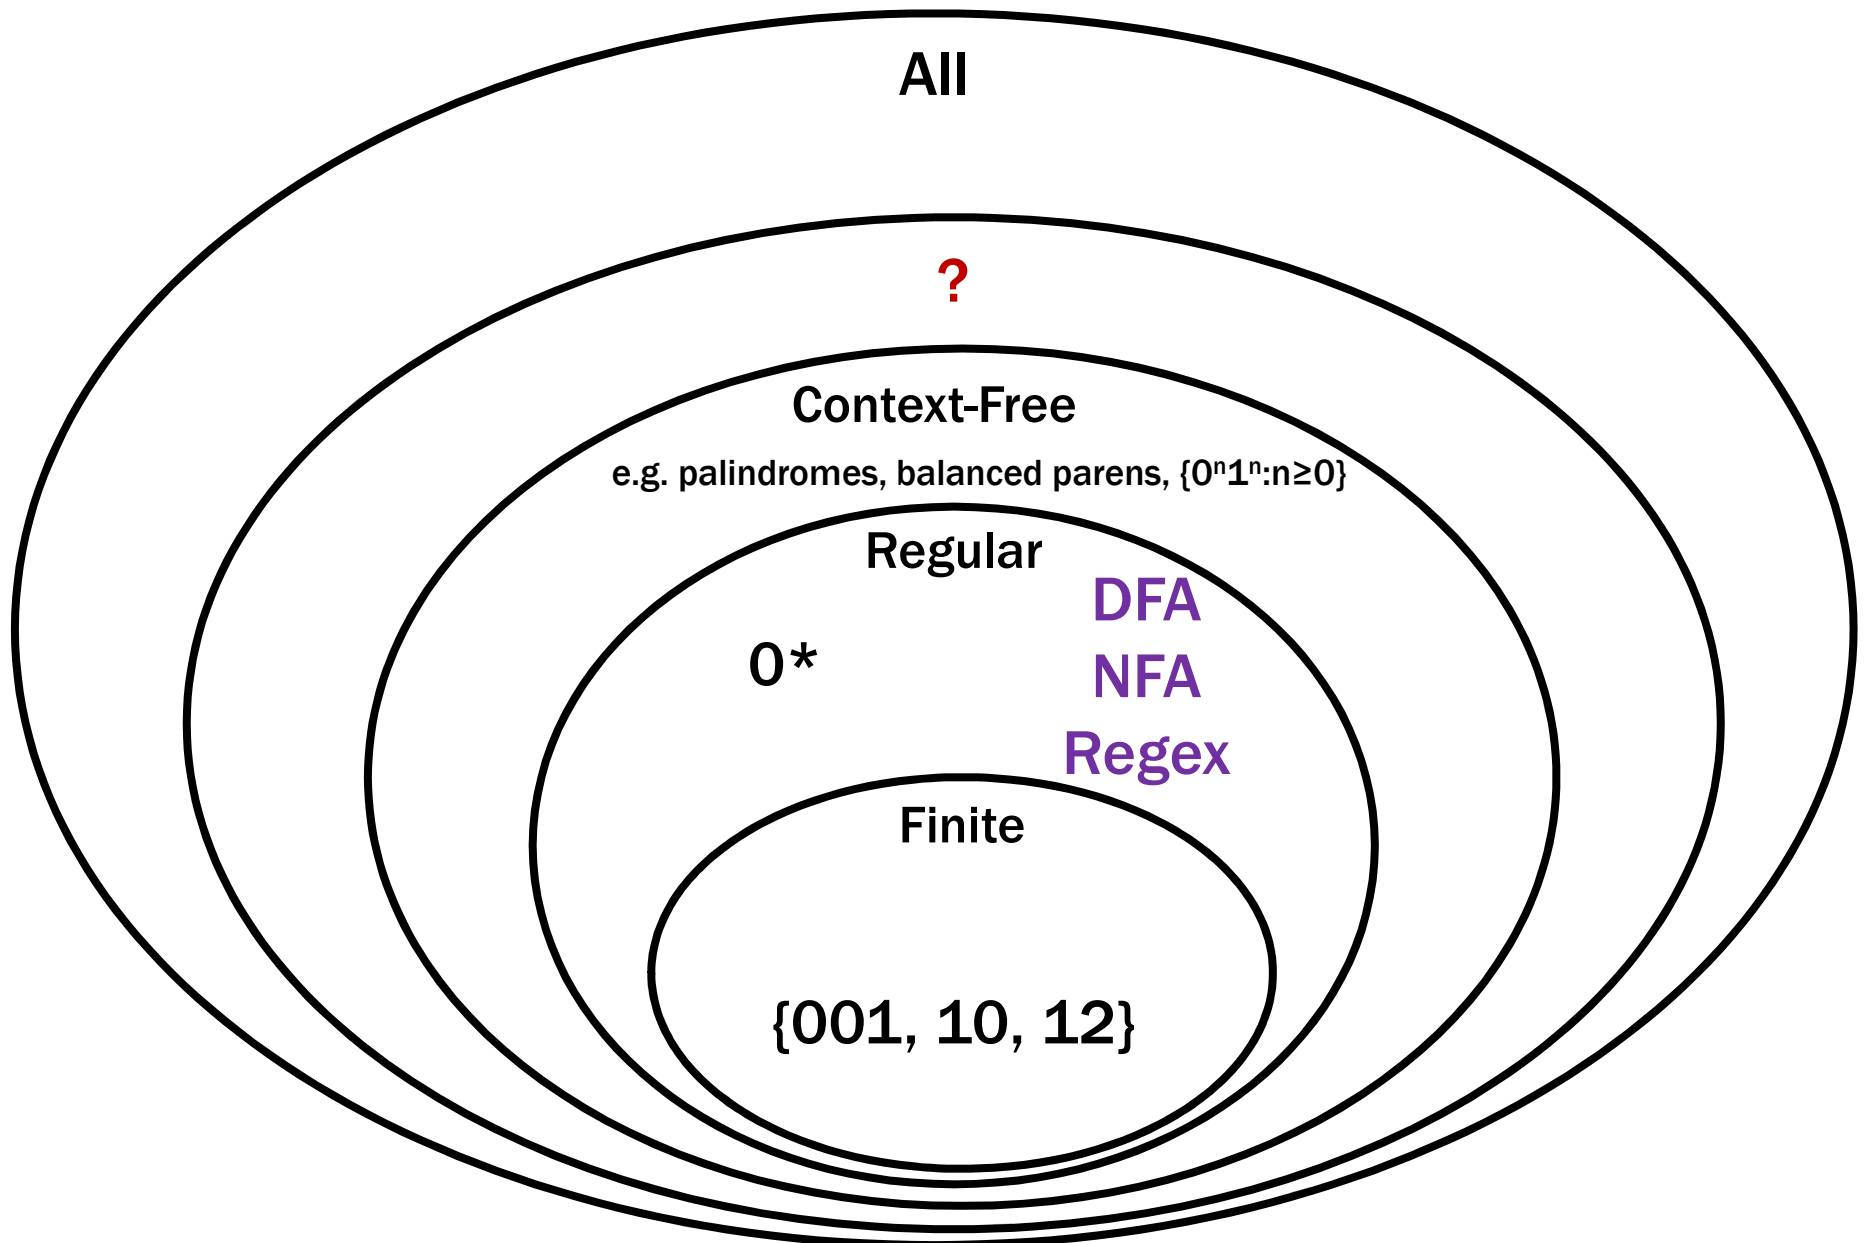 All
?
Context-Free
e.g. palindromes, balanced parens, {0ⁿ1ⁿ:n≥0}
Regular
DFA
0*
NFA
Regex
Finite
{001, 10, 12}